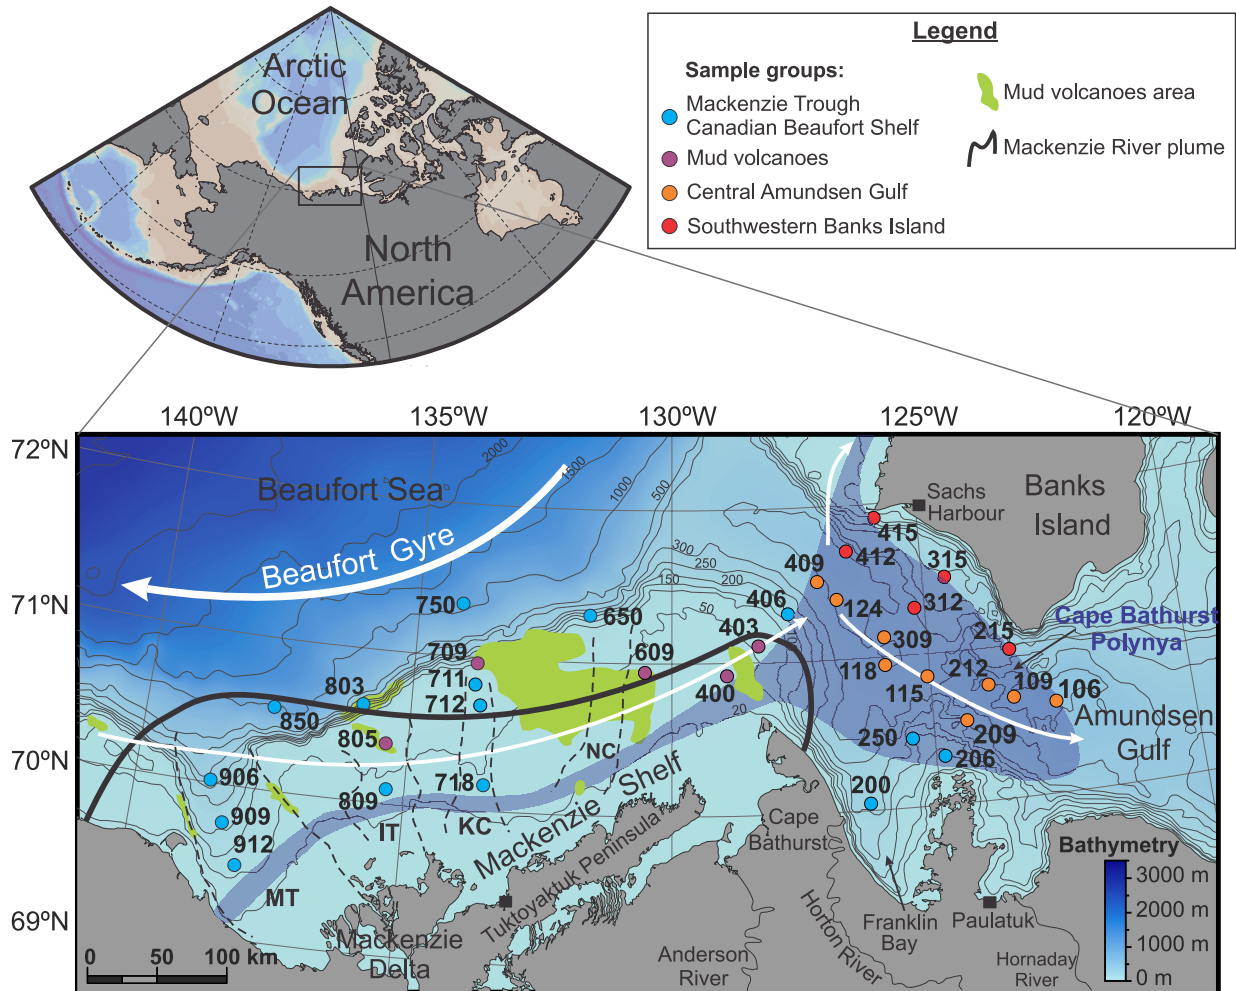 Arctic
Ocean
North
America
Legend
Sample groups:
Mackenzie Trough
Canadian Beaufort Shelf
Mud volcanoes
Central Amundsen Gulf
Southwestern Banks Island
Mud volcanoes area
Mackenzie River plume
140ºW
135ºW
130ºW
125ºW
120ºW
72ºN
71ºN
70ºN
69ºN
Beaufort Sea
Beaufort Gyre
2000
1500
1000
500
300
250
200
150
50
20
Banks
Island
Sachs
Harbour
415
412
315
409
124
312
406
750
650
403
309
215
Cape Bathurst
Polynya
709
609
711
118
212
109
106
803
712
400
115
850
805
250
209
206
Amundsen
Gulf
NC
906
718
200
809
909
IT
KC
912
MT
Mackenzie Shelf
Tuktoyaktuk Peninsula
Cape
Bathurst
Mackenzie
Delta
Anderson
River
Horton River
Franklin
Bay
Paulatuk
Hornaday
River
Bathymetry
3000 m
2000 m
1000 m
0 m
0 50 100 km